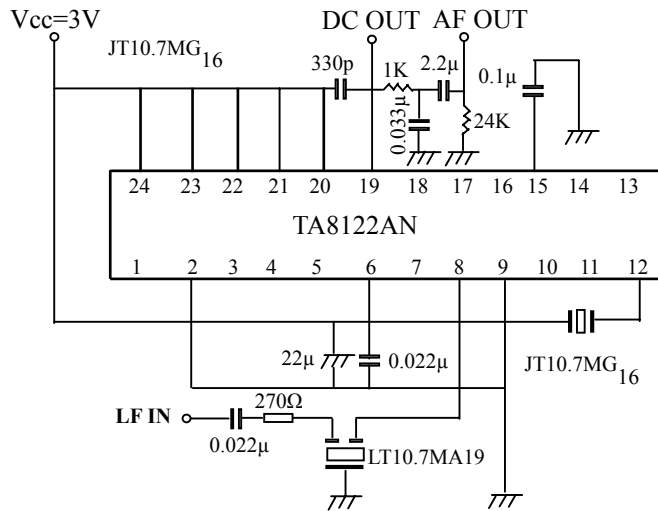 Vcc=3V
DC OUT
AF OUT
JT10.7MG16
330p
1K
2.2µ
0.1µ
0.033µ
24K
24 23 22 21 20 19 18 17 16 15 14 13
TA8122AN
1 2 3 4 5 6 7 8 9 10 11 12
22µ
0.022µ
JT10.7MG16
LF IN
270Ω
0.022µ
LT10.7MA19